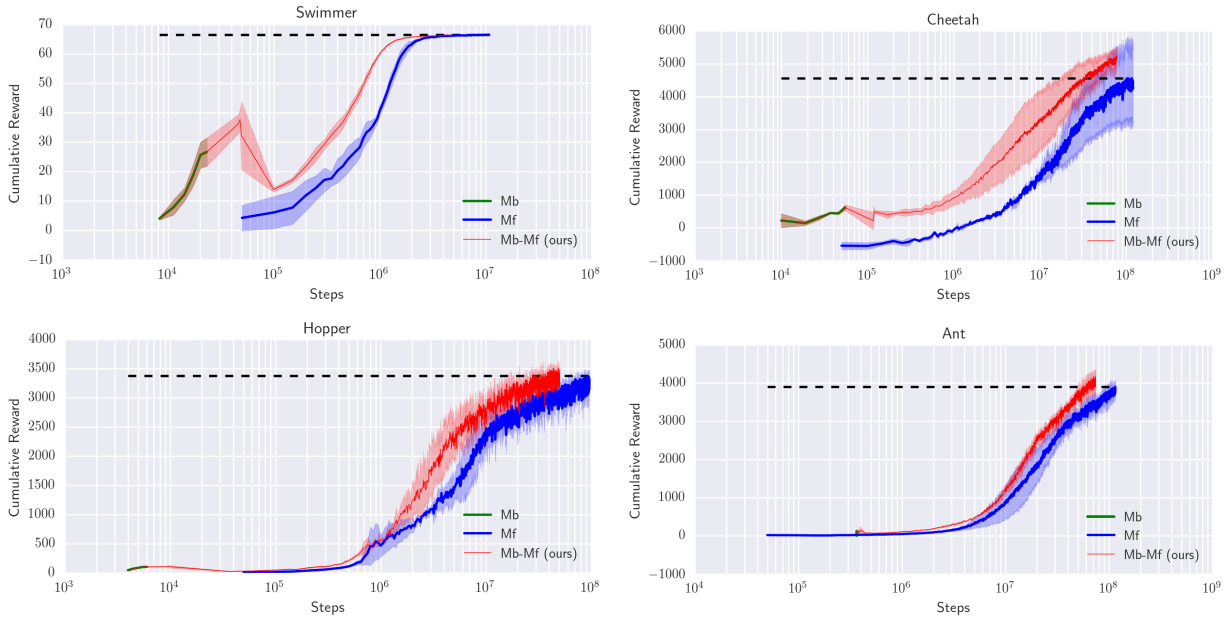 Swimmer
70
60
50
40
30
20
10
0
−10
Cumulative Reward
10³ 10⁴ 10⁵ 10⁶ 10⁷ 10⁸
Steps
Mb
Mf
Mb-Mf (ours)
Cheetah
6000
5000
4000
3000
2000
1000
0
−1000
Cumulative Reward
10³ 10⁴ 10⁵ 10⁶ 10⁷ 10⁸ 10⁹
Steps
Mb
Mf
Mb-Mf (ours)
Hopper
4000
3500
3000
2500
2000
1500
1000
500
0
Cumulative Reward
10³ 10⁴ 10⁵ 10⁶ 10⁷ 10⁸
Steps
Mb
Mf
Mb-Mf (ours)
Ant
5000
4000
3000
2000
1000
0
−1000
Cumulative Reward
10⁴ 10⁵ 10⁶ 10⁷ 10⁸ 10⁹
Steps
Mb
Mf
Mb-Mf (ours)